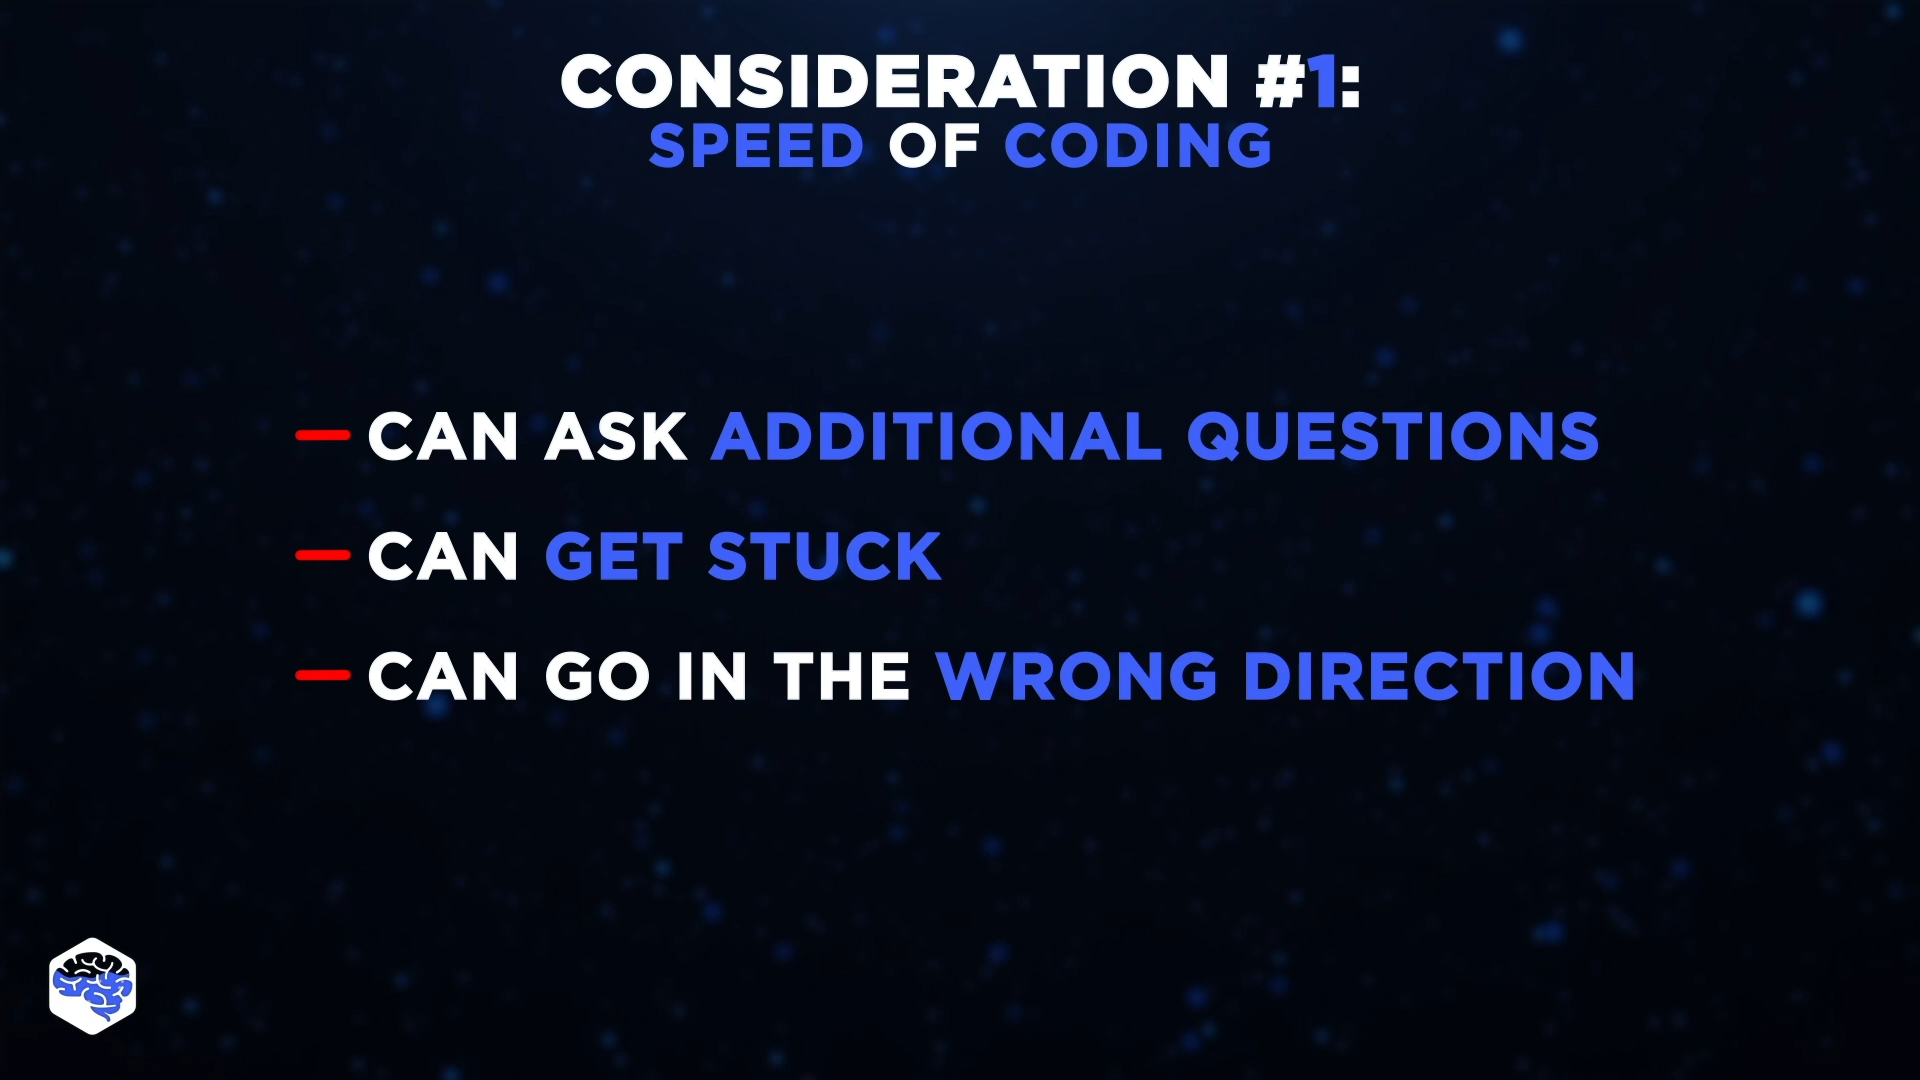 CONSIDERATION #1:
SPEED OF CODING
— CAN ASK ADDITIONAL QUESTIONS
— CAN GET STUCK
— CAN GO IN THE WRONG DIRECTION